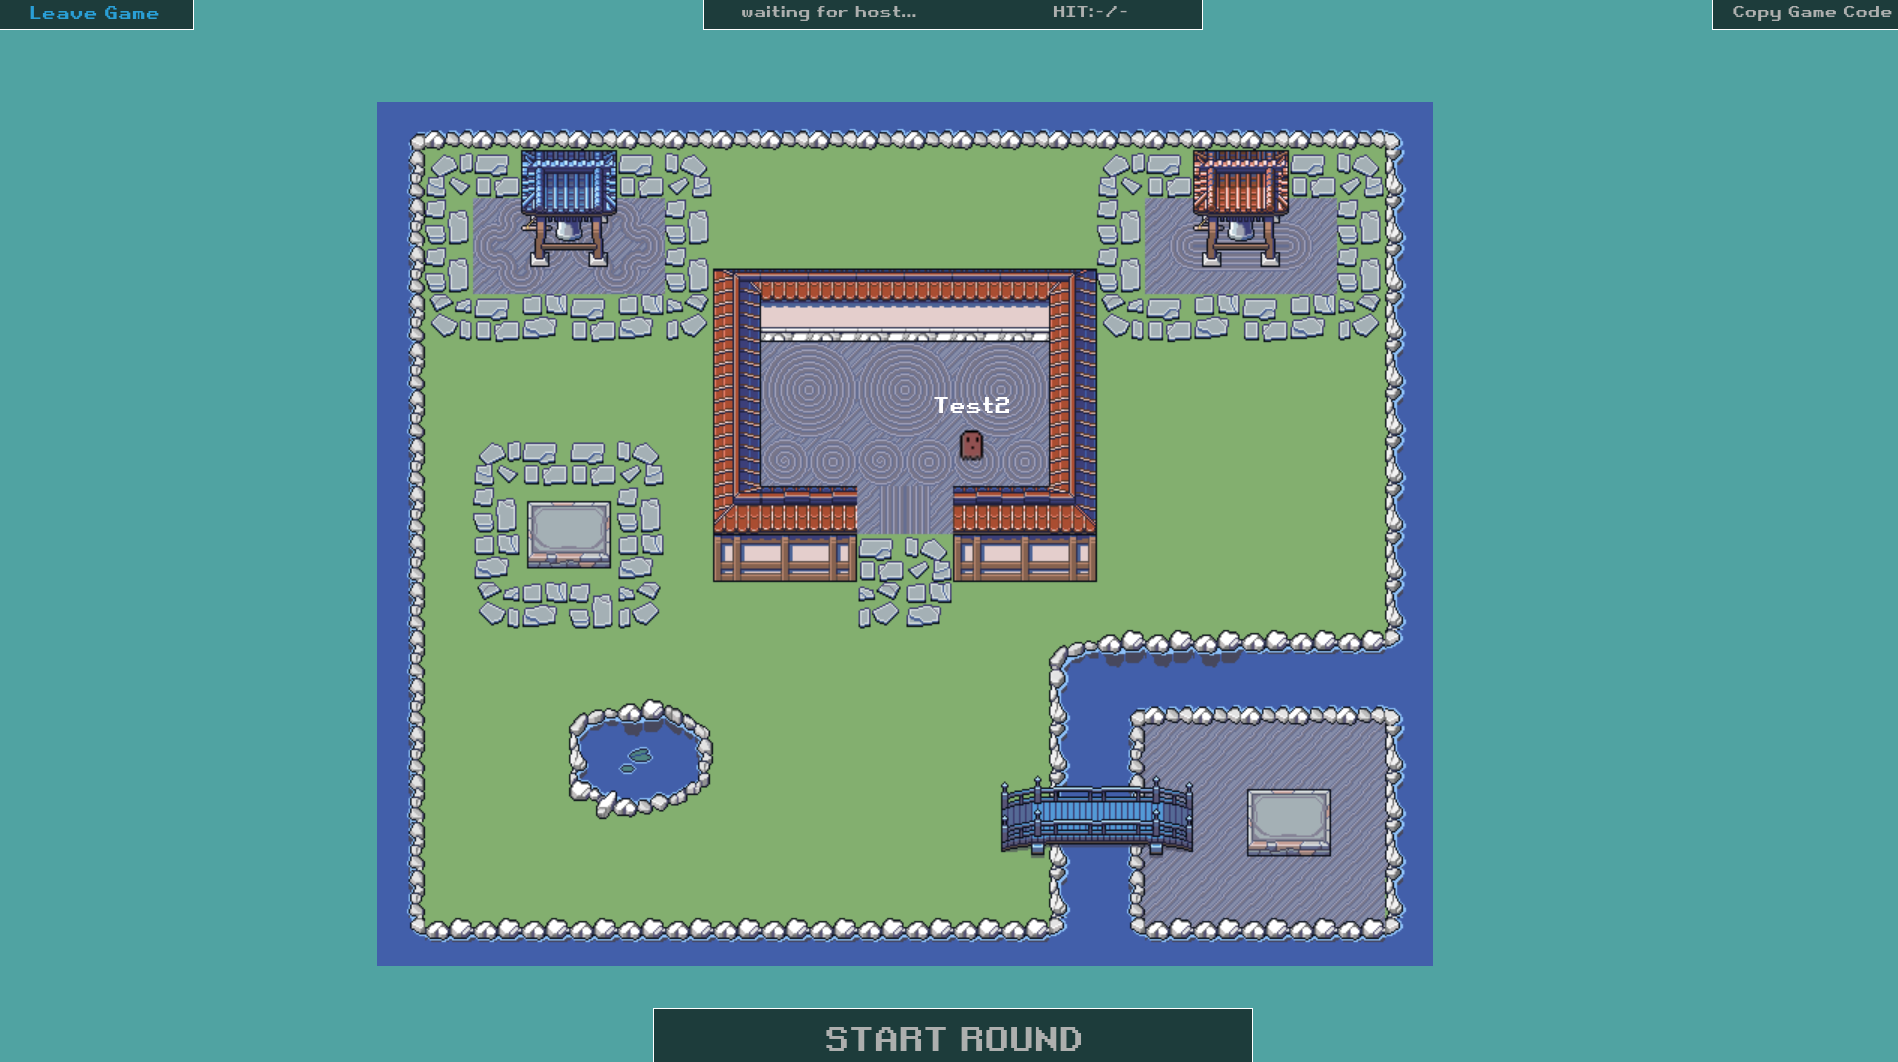 Leave Game
waiting for host... HIT:-/-
Copy Game Code
Test2
START ROUND